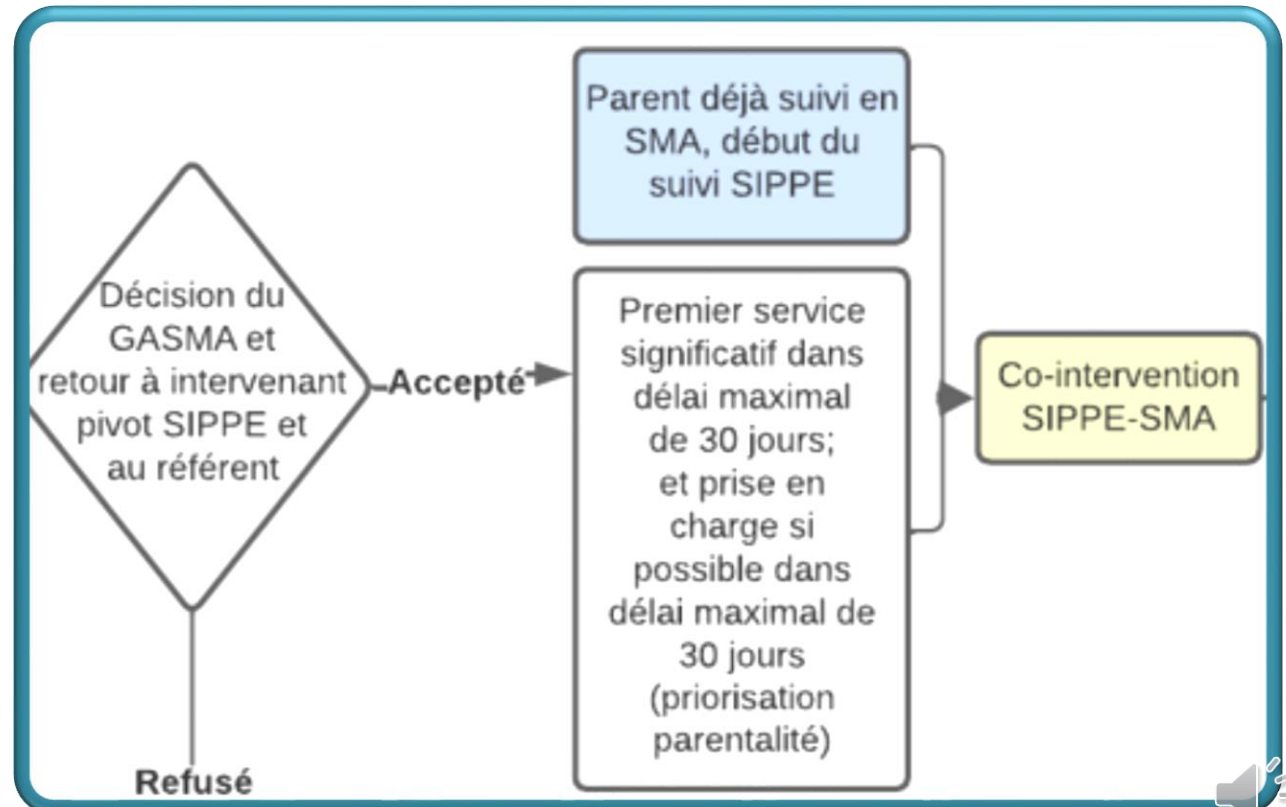 Parent déjà suivi en
SMA, début du
suivi SIPPE
Décision du
GASMA et
retour à intervenant
pivot SIPPE et
au référent
Accepté
Premier service
significatif dans
délai maximal
de 30 jours;
et prise en
charge si
possible dans
délai maximal de
30 jours
(priorisation
parentalité)
Co-intervention
SIPPE-SMA
Refusé